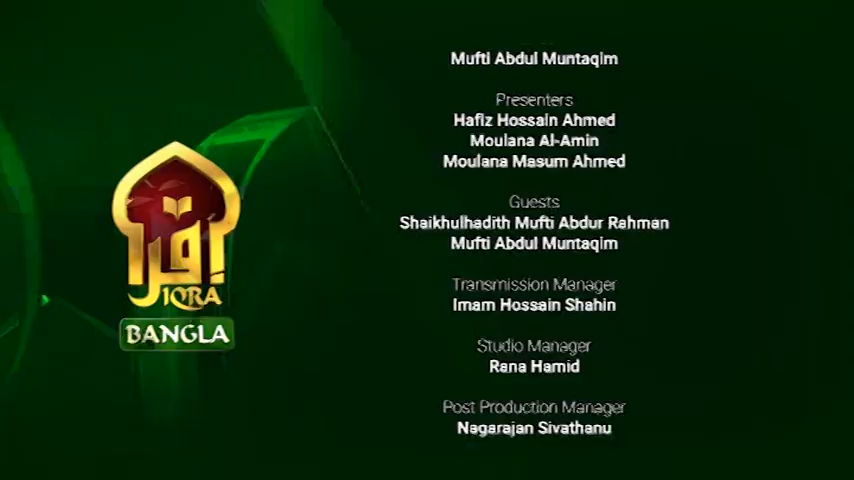 Mufti Abdul Muntaqim
Presenters
Hafiz Hossain Ahmed
Moulana Al-Amin
Moulana Masum Ahmed
Guests
Shaikhulhadith Mufti Abdur Rahman
Mufti Abdul Muntaqim
Transmission Manager
Imam Hossain Shahin
Studio Manager
Rana Hamid
Post Production Manager
Nagarajan Sivathanu
اقرأ
IQRA
BANGLA